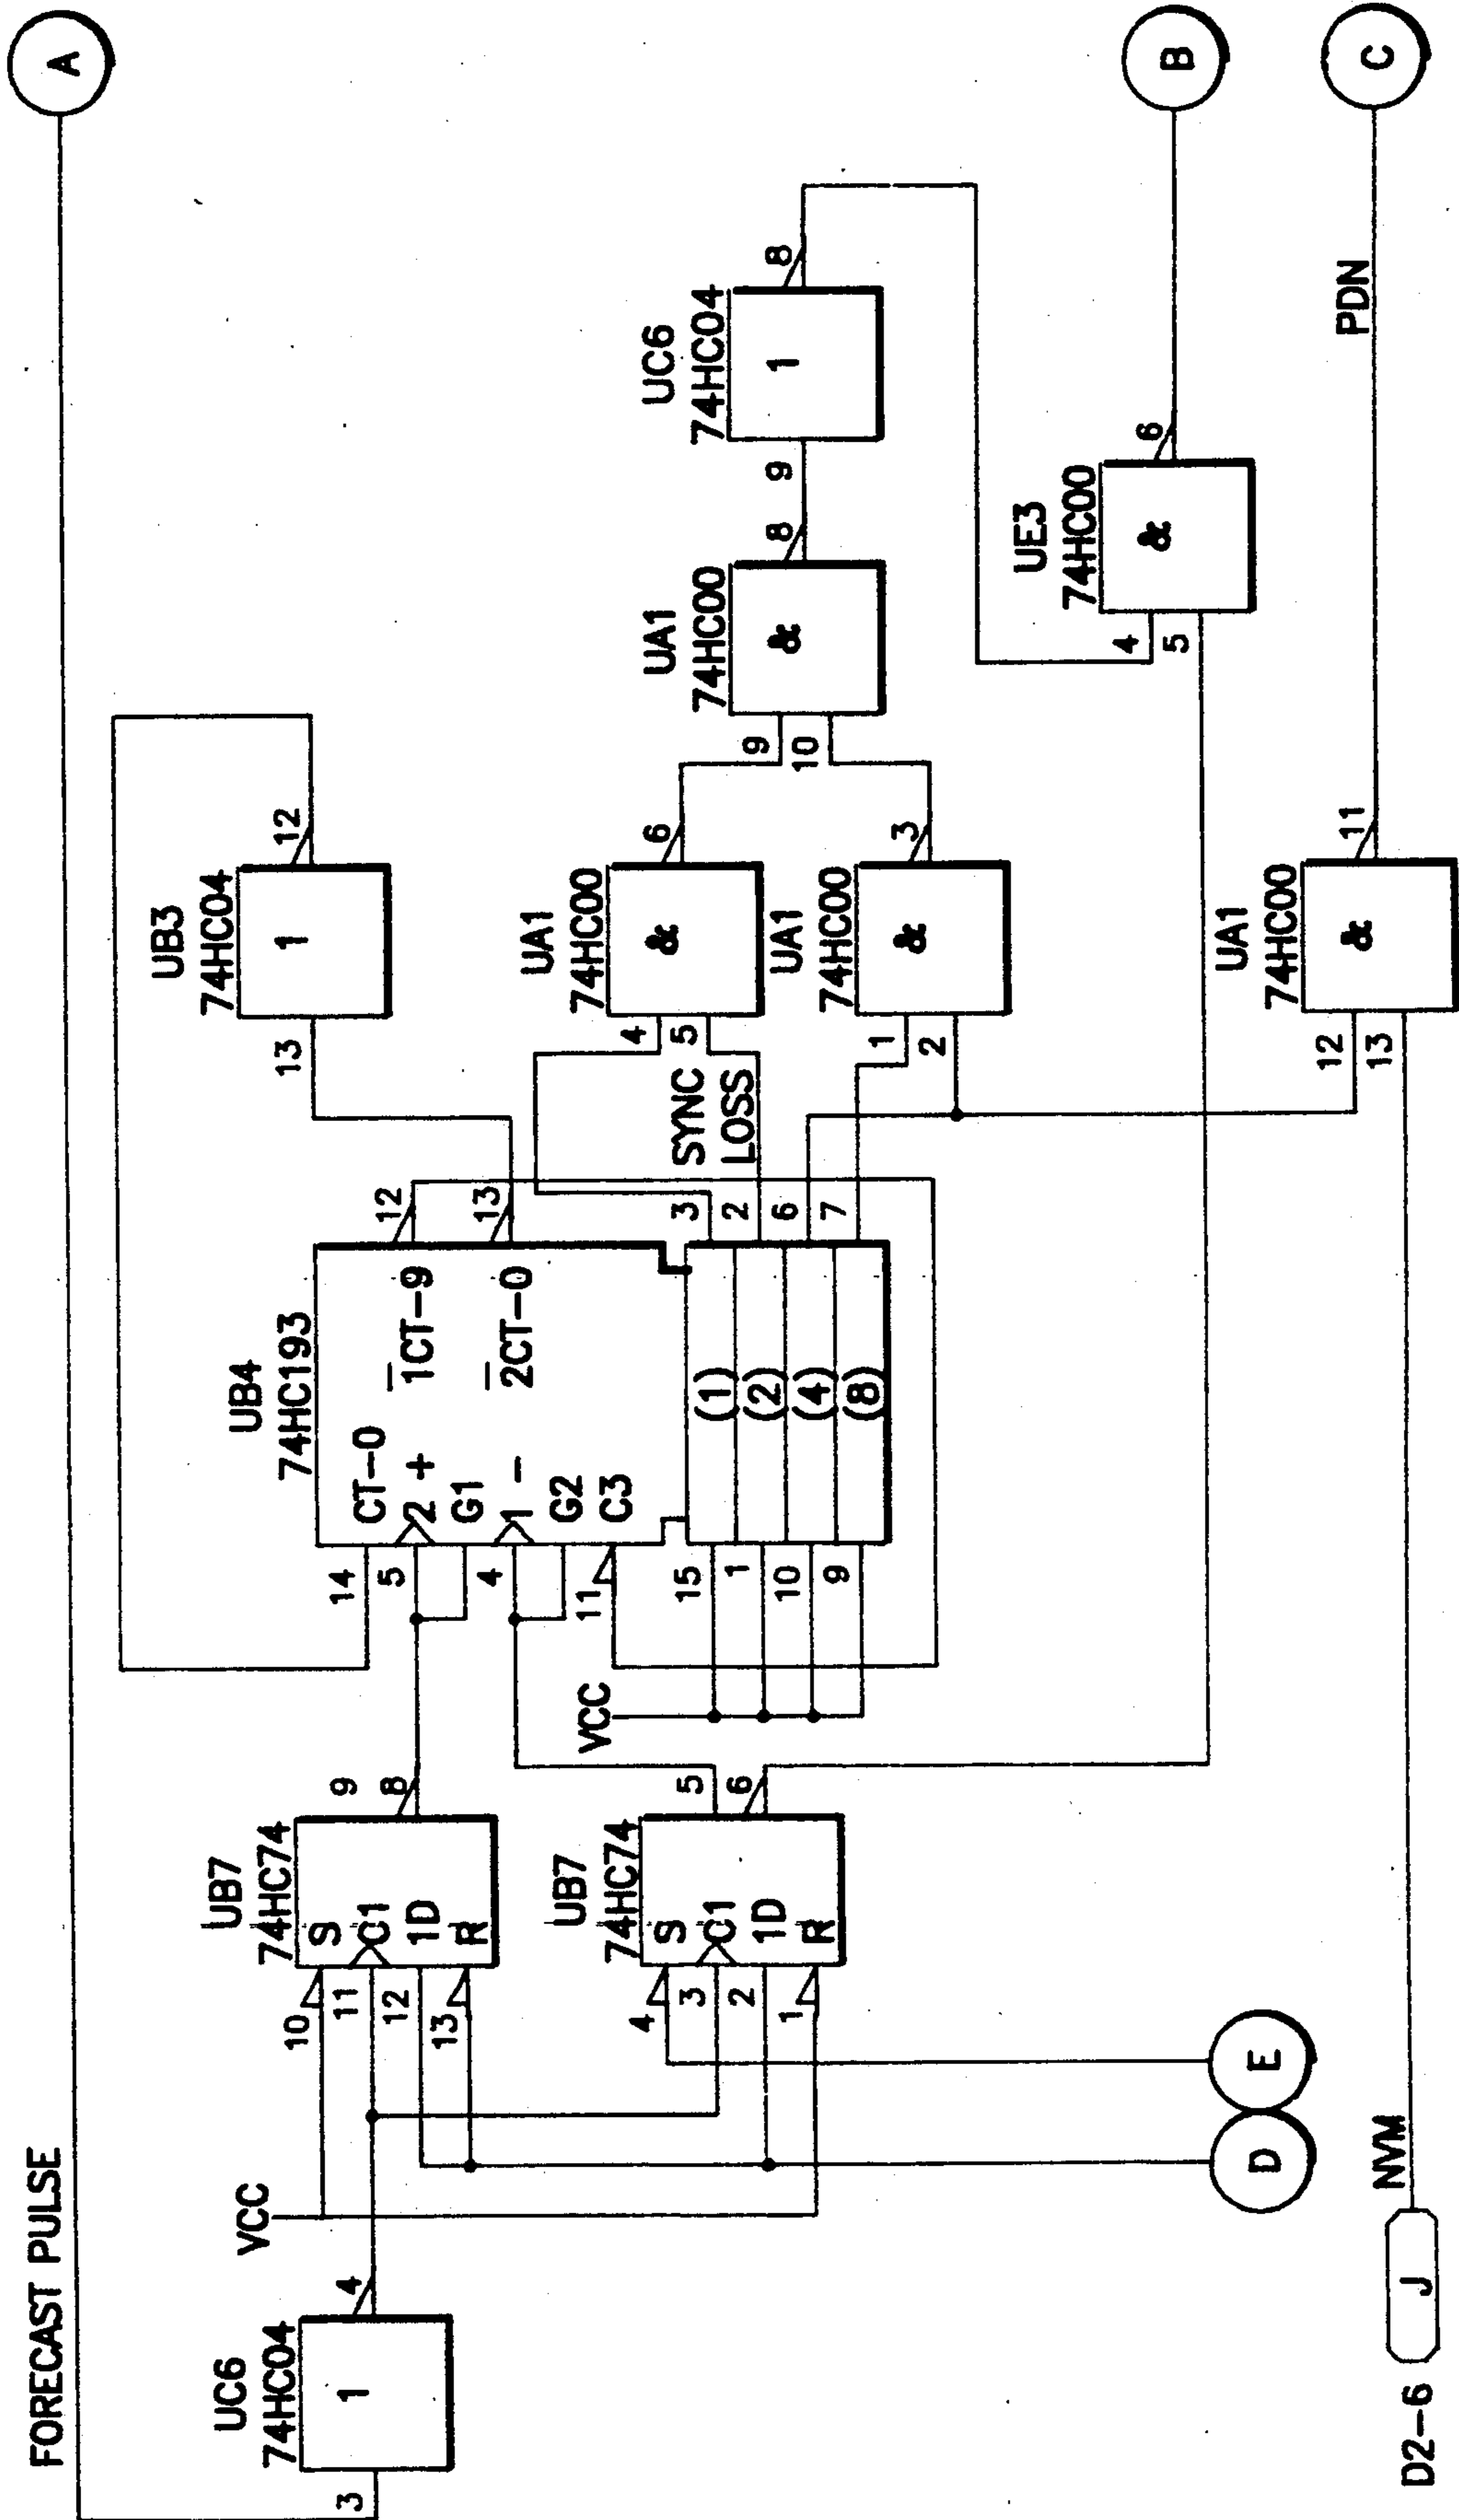 FORECAST PULSE
A
UC6
74HC04
1
3
4
VCC
UB7
74HC74
S
C1
1D
R
10
11
12
13
9
8
UB7
74HC74
S
C1
1D
R
4
3
2
1
5
6
UB4
74HC193
CT-0
2 +
G1
1 -
G2
C3
1CT-9
2CT-0
14
5
4
11
12
13
VCC
15
1
10
9
(1)
(2)
(4)
(8)
3
2
6
7
SYNC
LOSS
UB3
74HC04
1
13
12
UA1
74HC00
&
4
5
6
UA1
74HC00
&
1
2
3
UA1
74HC00
&
9
10
8
UC6
74HC04
1
9
8
UE3
74HC00
&
4
5
6
B
UA1
74HC00
&
12
13
11
PDN
C
D
E
D2-6
J
NVM